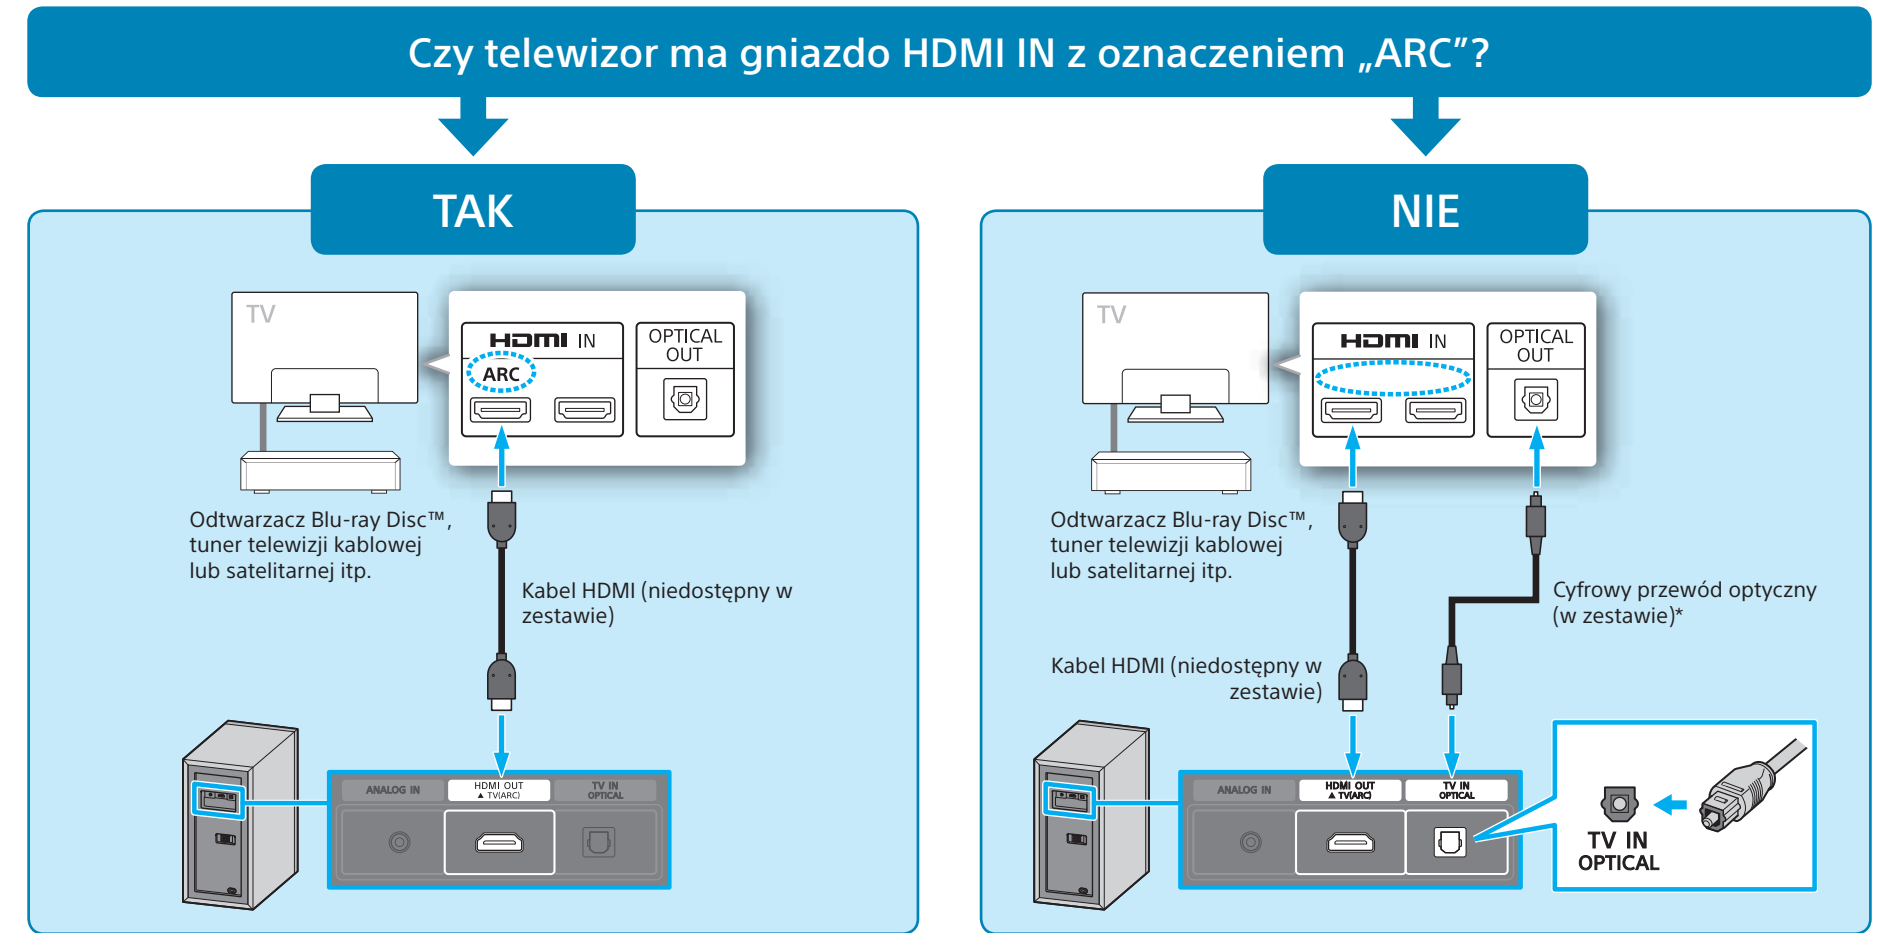 Czy telewizor ma gniazdo HDMI IN z oznaczeniem „ARC”?
TAK
TV
HDMI IN
ARC
OPTICAL
OUT
Odtwarzacz Blu-ray Disc™,
tuner telewizji kablowej
lub satelitarnej itp.
Kabel HDMI (niedostępny w
zestawie)
ANALOG IN
HDMI OUT
▲ TV(ARC)
TV IN
OPTICAL
NIE
TV
HDMI IN
OPTICAL
OUT
Odtwarzacz Blu-ray Disc™,
tuner telewizji kablowej
lub satelitarnej itp.
Cyfrowy przewód optyczny
(w zestawie)*
Kabel HDMI (niedostępny w
zestawie)
ANALOG IN
HDMI OUT
▲ TV(ARC)
TV IN
OPTICAL
TV IN
OPTICAL